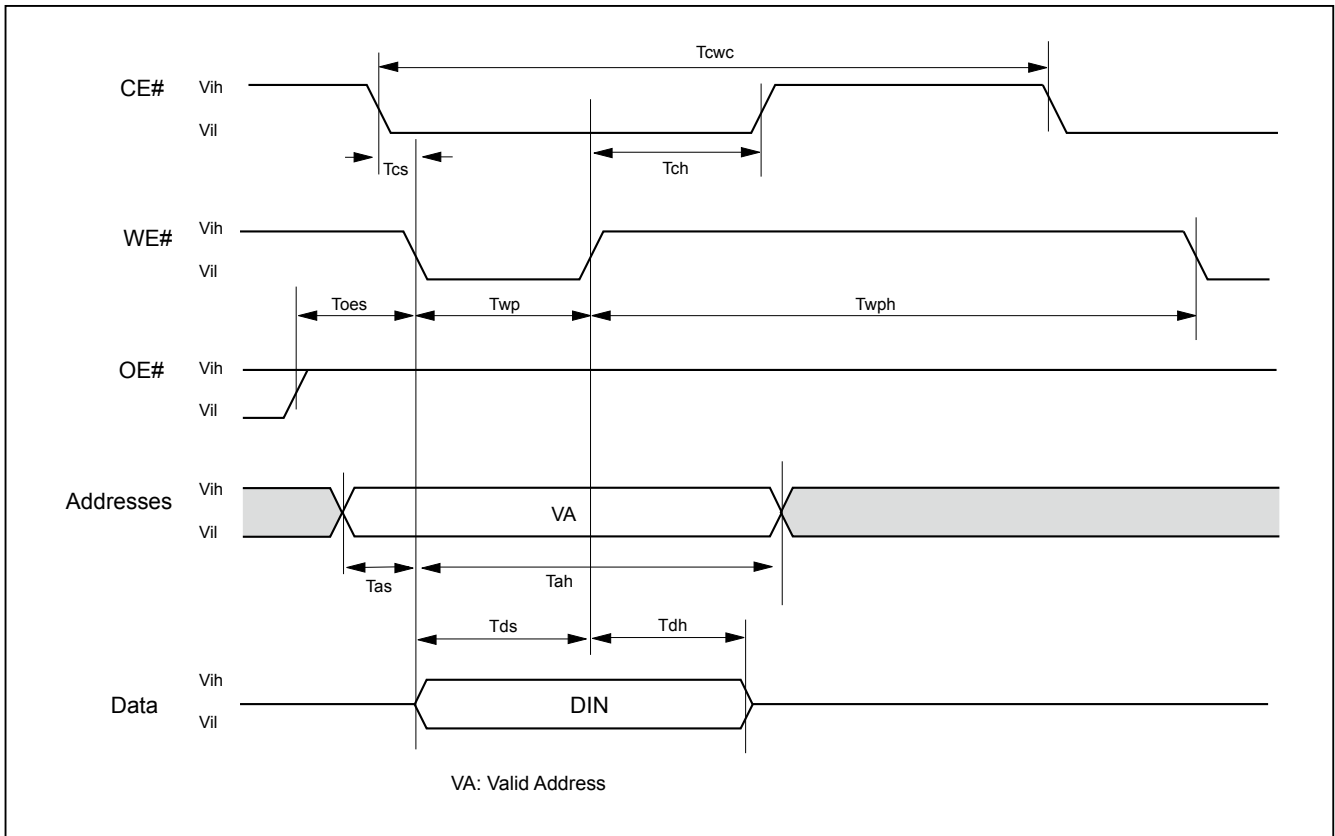 Tcwc
CE#
Vih
Vil
Tcs
Tch
WE#
Vih
Vil
Toes
Twp
Twph
OE#
Vih
Vil
Addresses
Vih
Vil
VA
Tas
Tah
Tds
Tdh
Data
Vih
Vil
DIN
VA: Valid Address